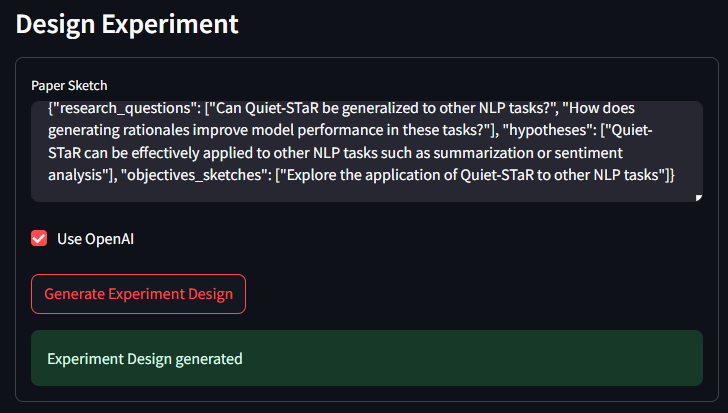 Design Experiment
Paper Sketch
{"research_questions": ["Can Quiet-STaR be generalized to other NLP tasks?", "How does
generating rationales improve model performance in these tasks?"], "hypotheses": ["Quiet-
STaR can be effectively applied to other NLP tasks such as summarization or sentiment
analysis"], "objectives_sketches": ["Explore the application of Quiet-STaR to other NLP tasks"]}
Use OpenAI
Generate Experiment Design
Experiment Design generated